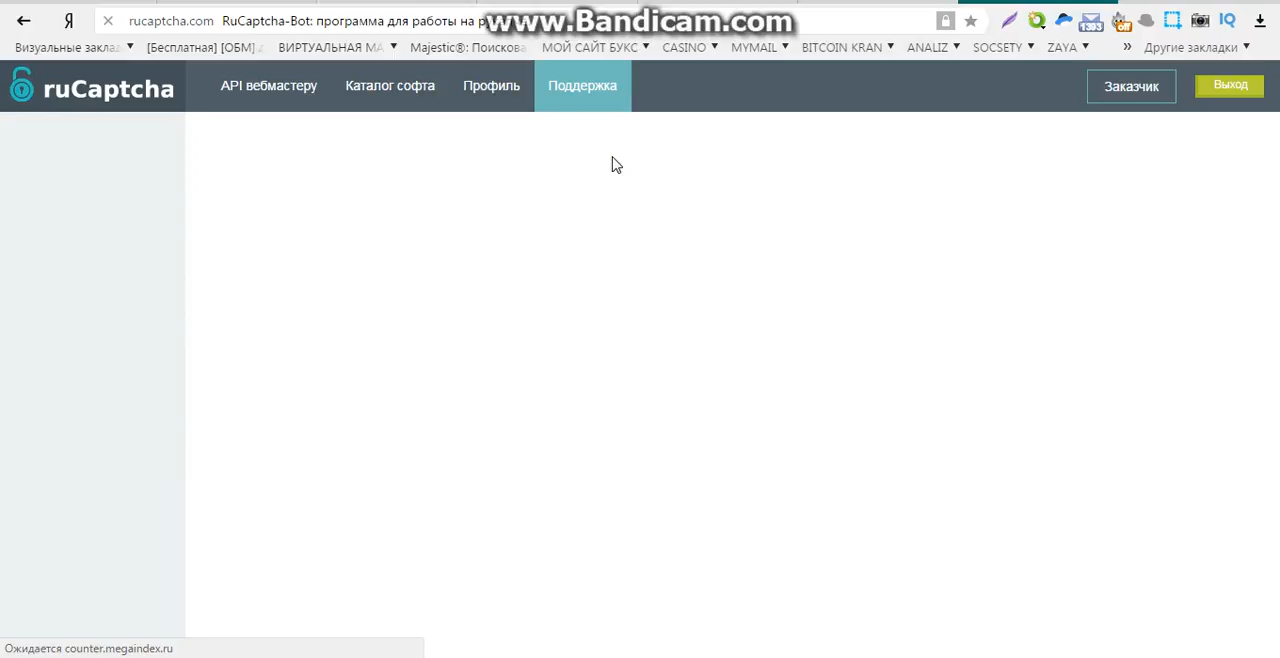 Я rucaptcha.com RuCaptcha-Bot: программа для работы на
www.Bandicam.com
Визуальные заклад [Бесплатная] [ОБМ] ВИРТУАЛЬНАЯ МА Majestic®: Поискова МОЙ САЙТ БУКС CASINO MYMAIL BITCOIN KRAN ANALIZ SOCSETY ZAYA » Другие закладки
ruCaptcha API вебмастеру Каталог софта Профиль Поддержка Заказчик Выход
Ожидается counter.megaindex.ru